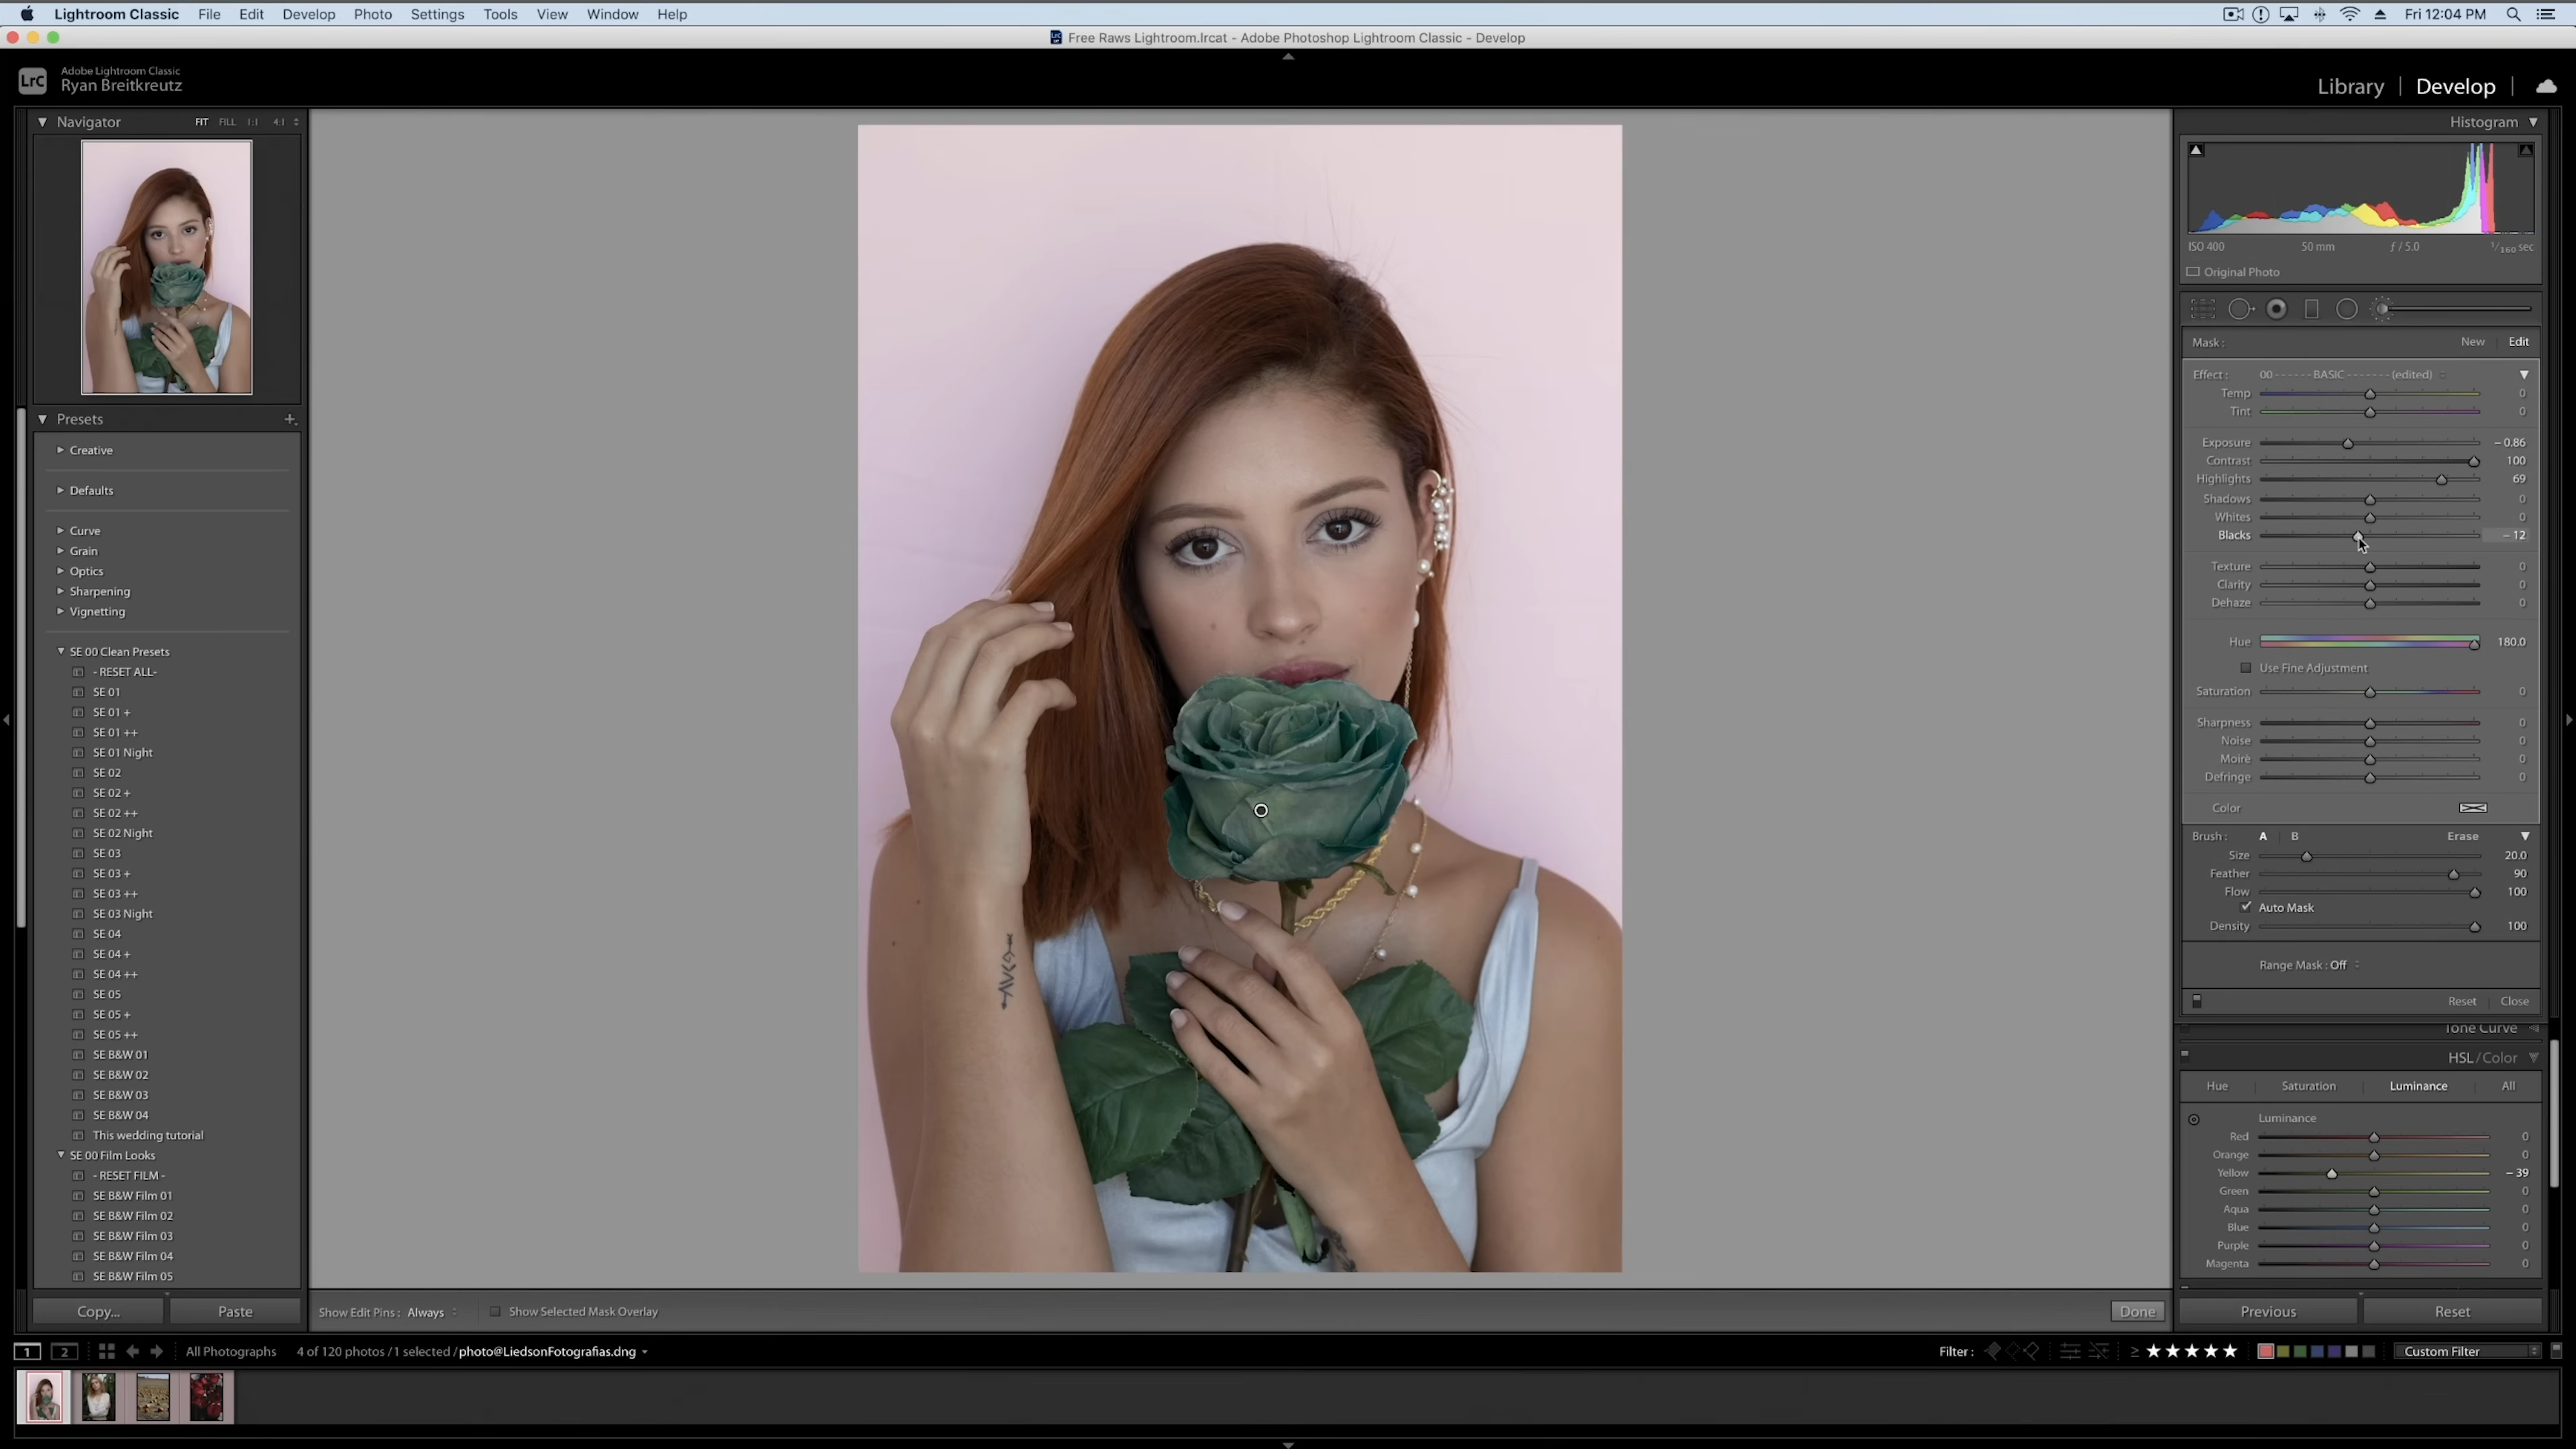 Lightroom Classic File Edit Develop Photo Settings Tools View Window Help Fri 12:04 PM
Free Raws Lightroom.lrcat - Adobe Photoshop Lightroom Classic - Develop
LrC
Adobe Lightroom Classic
Ryan Breitkreutz
Library | Develop |
Navigator FIT FILL 1:1 4:1
Presets +
Creative
Defaults
Curve
Grain
Optics
Sharpening
Vignetting
SE 00 Clean Presets
- RESET ALL-
SE 01
SE 01 +
SE 01 ++
SE 01 Night
SE 02
SE 02 +
SE 02 ++
SE 02 Night
SE 03
SE 03 +
SE 03 ++
SE 03 Night
SE 04
SE 04 +
SE 04 ++
SE 05
SE 05 +
SE 05 ++
SE B&W 01
SE B&W 02
SE B&W 03
SE B&W 04
This wedding tutorial
SE 00 Film Looks
- RESET FILM -
SE B&W Film 01
SE B&W Film 02
SE B&W Film 03
SE B&W Film 04
SE B&W Film 05
Copy... Paste
Show Edit Pins : Always Show Selected Mask Overlay Done
Histogram
ISO 400 50 mm ƒ / 5.0 1/160 sec
Original Photo
Mask : New Edit
Effect : 00 ------ BASIC ------- (edited)
Temp 0
Tint 0
Exposure - 0.86
Contrast 100
Highlights 69
Shadows 0
Whites 0
Blacks - 12
Texture 0
Clarity 0
Dehaze 0
Hue 180.0
Use Fine Adjustment
Saturation 0
Sharpness 0
Noise 0
Moiré 0
Defringe 0
Color
Brush : A B Erase
Size 20.0
Feather 90
Flow 100
Auto Mask
Density 100
Range Mask : Off
Reset Close
Tone Curve
HSL / Color
Hue Saturation Luminance All
Luminance
Red 0
Orange 0
Yellow - 39
Green 0
Aqua 0
Blue 0
Purple 0
Magenta 0
Previous Reset
1 2 All Photographs 4 of 120 photos / 1 selected / photo@LiedsonFotografias.dng Filter : ≥ ★★★★★ Custom Filter